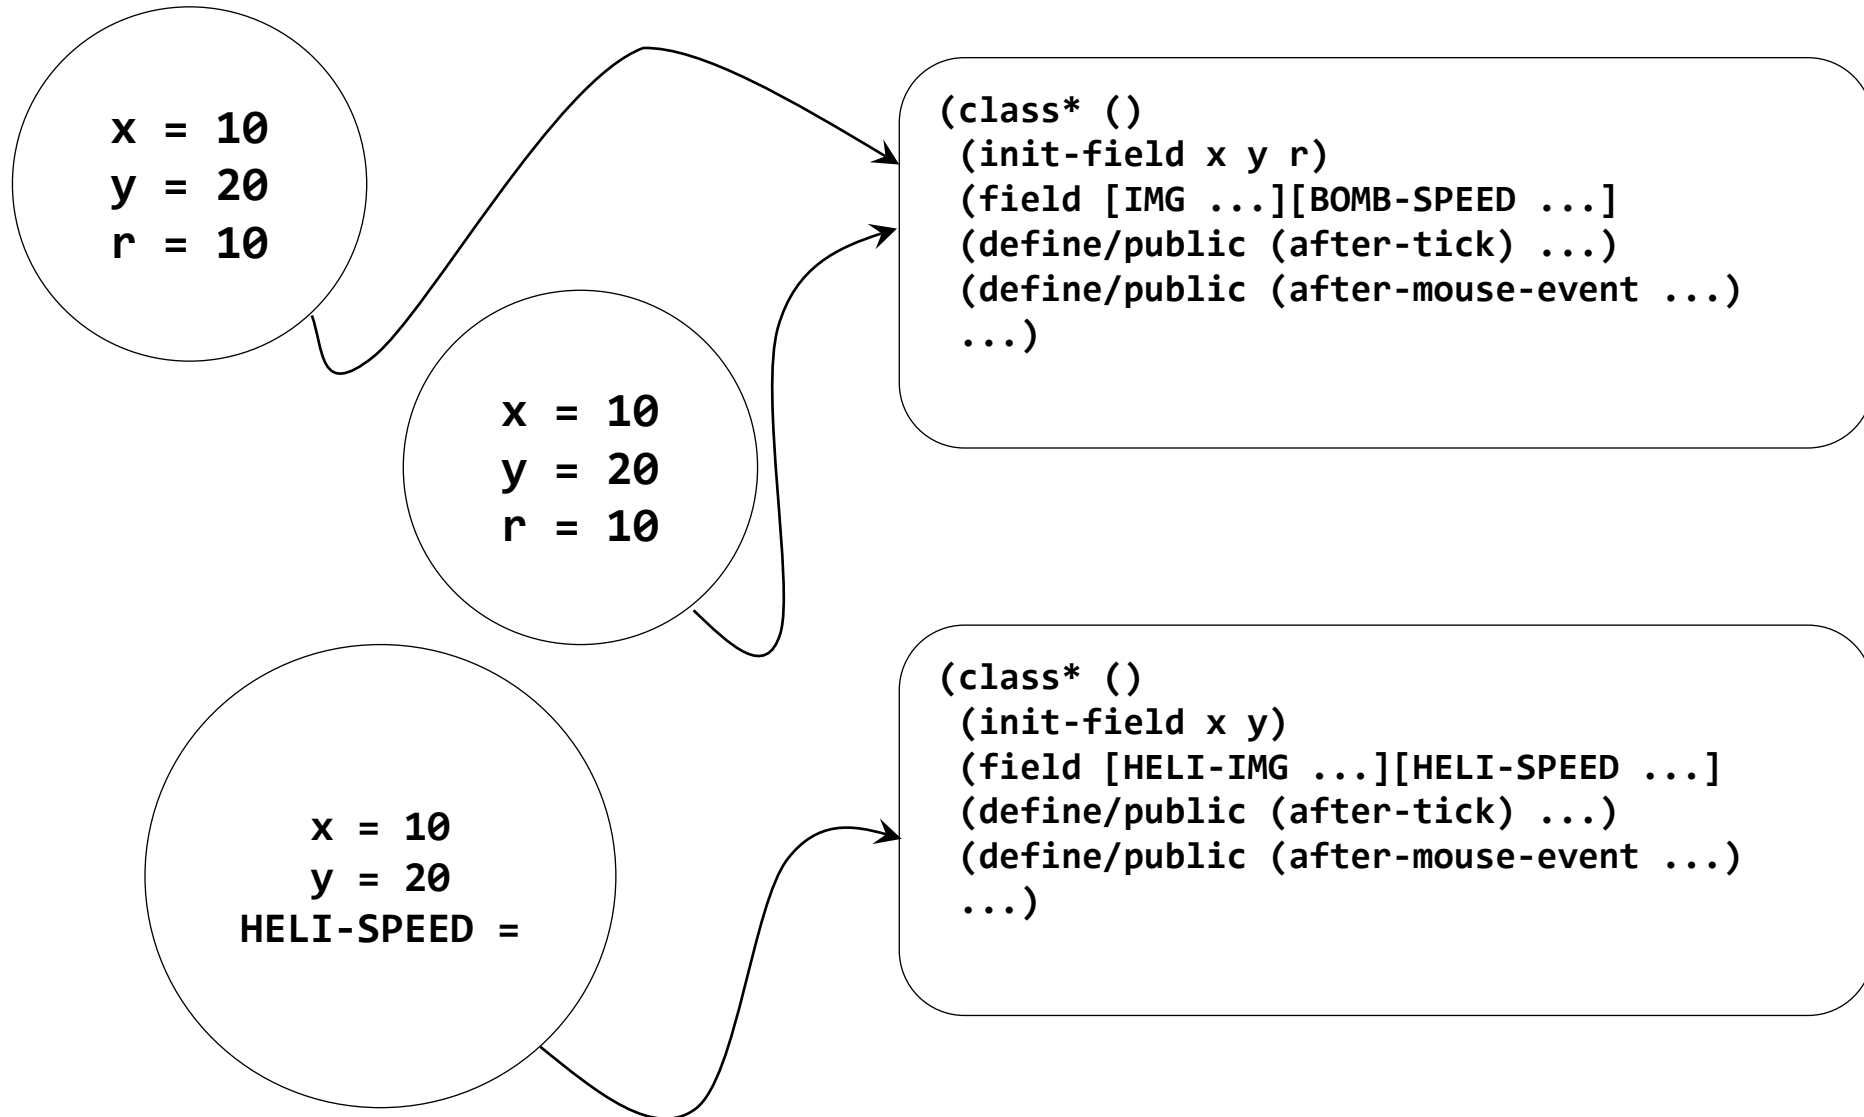 x = 10
y = 20
r = 10
(class* ()
(init-field x y r)
(field [IMG ...][BOMB-SPEED ...]
(define/public (after-tick) ...)
(define/public (after-mouse-event ...)
...)
x = 10
y = 20
r = 10
x = 10
y = 20
HELI-SPEED =
(class* ()
(init-field x y)
(field [HELI-IMG ...][HELI-SPEED ...]
(define/public (after-tick) ...)
(define/public (after-mouse-event ...)
...)